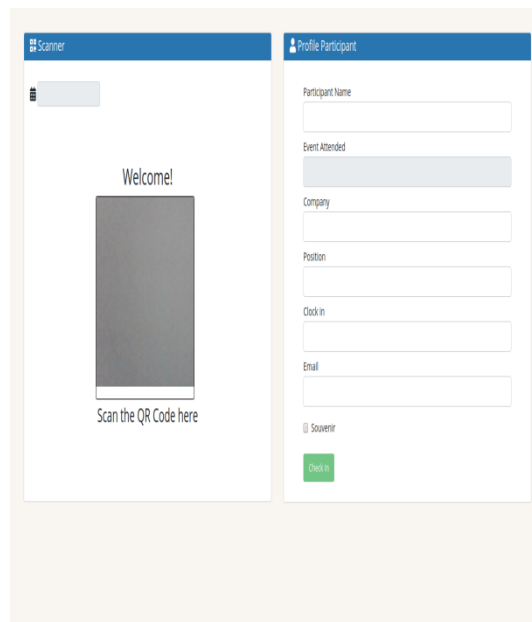 Scanner
Welcome!
Scan the QR Code here
Profile Participant
Participant Name
Event Attended
Company
Position
Clock In
Email
Souvenir
Check In